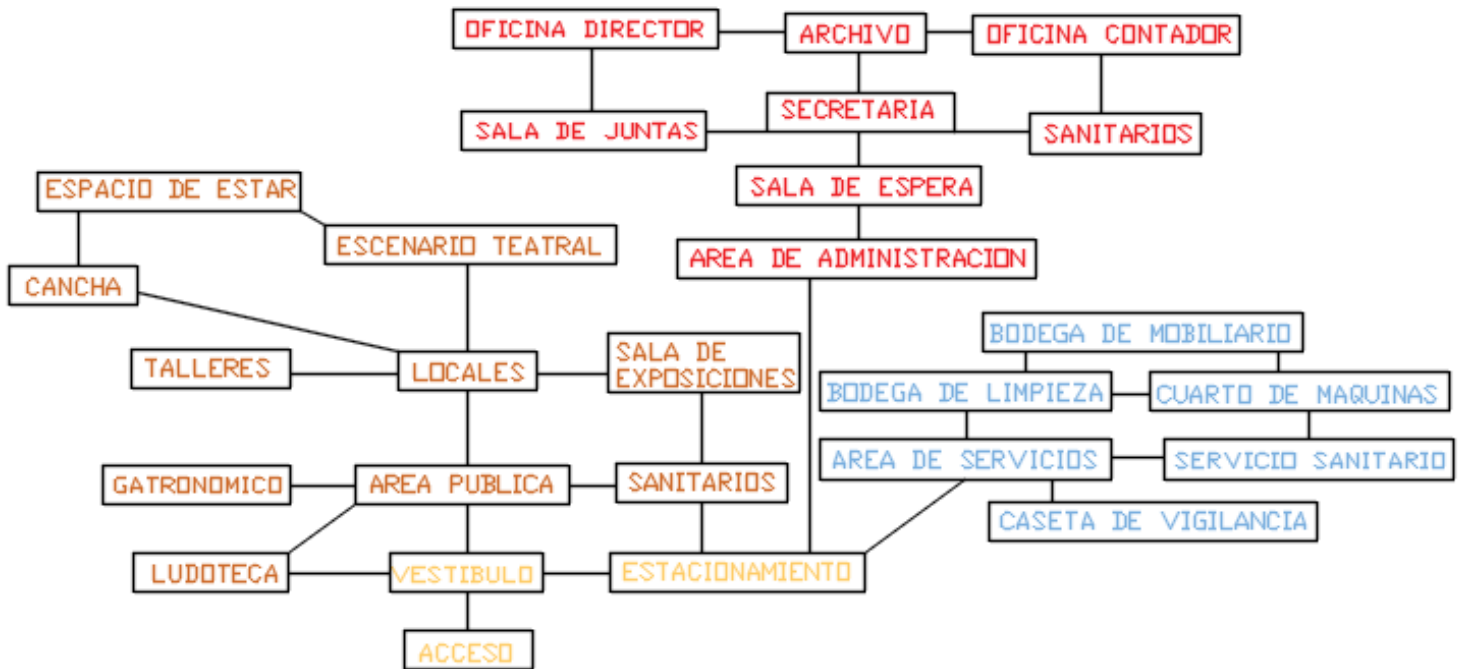 OFICINA DIRECTOR
ARCHIVO
OFICINA CONTADOR
SECRETARIA
SALA DE JUNTAS
SANITARIOS
SALA DE ESPERA
ESPACIO DE ESTAR
ESCENARIO TEATRAL
AREA DE ADMINISTRACION
CANCHA
BODEGA DE MOBILIARIO
TALLERES
LOCALES
SALA DE
EXPOSICIONES
BODEGA DE LIMPIEZA
CUARTO DE MAQUINAS
AREA DE SERVICIOS
SERVICIO SANITARIO
GATRONOMICO
AREA PUBLICA
SANITARIOS
CASETA DE VIGILANCIA
LUDOTECA
VESTIBULO
ESTACIONAMIENTO
ACCESO